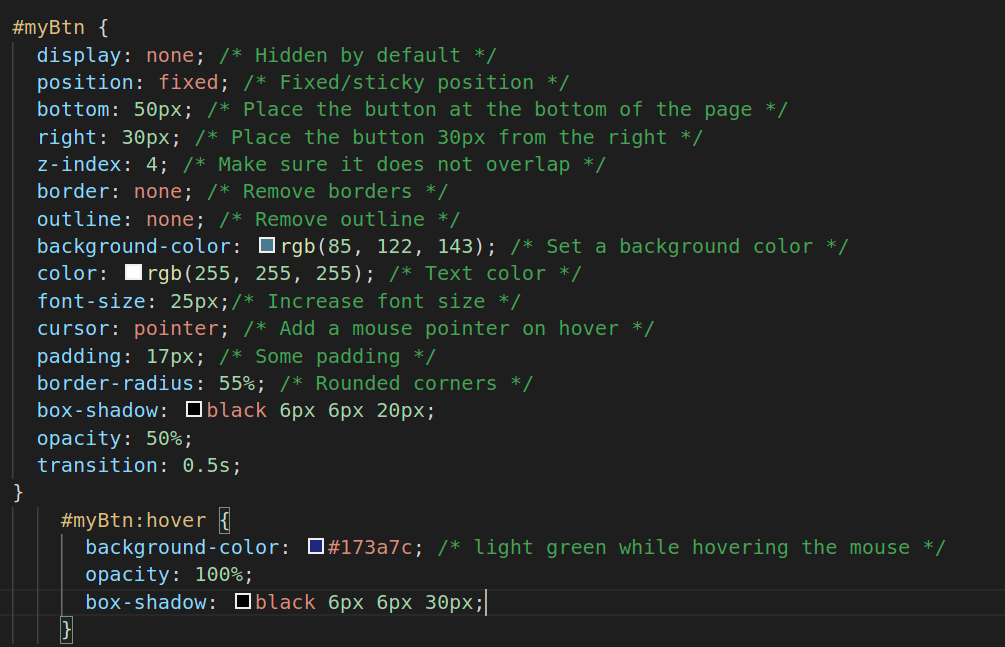 #myBtn {
  display: none; /* Hidden by default */
  position: fixed; /* Fixed/sticky position */
  bottom: 50px; /* Place the button at the bottom of the page */
  right: 30px; /* Place the button 30px from the right */
  z-index: 4; /* Make sure it does not overlap */
  border: none; /* Remove borders */
  outline: none; /* Remove outline */
  background-color: rgb(85, 122, 143); /* Set a background color */
  color: rgb(255, 255, 255); /* Text color */
  font-size: 25px;/* Increase font size */
  cursor: pointer; /* Add a mouse pointer on hover */
  padding: 17px; /* Some padding */
  border-radius: 55%; /* Rounded corners */
  box-shadow: black 6px 6px 20px;
  opacity: 50%;
  transition: 0.5s;
}
    #myBtn:hover {
      background-color: #173a7c; /* light green while hovering the mouse */
      opacity: 100%;
      box-shadow: black 6px 6px 30px;
    }